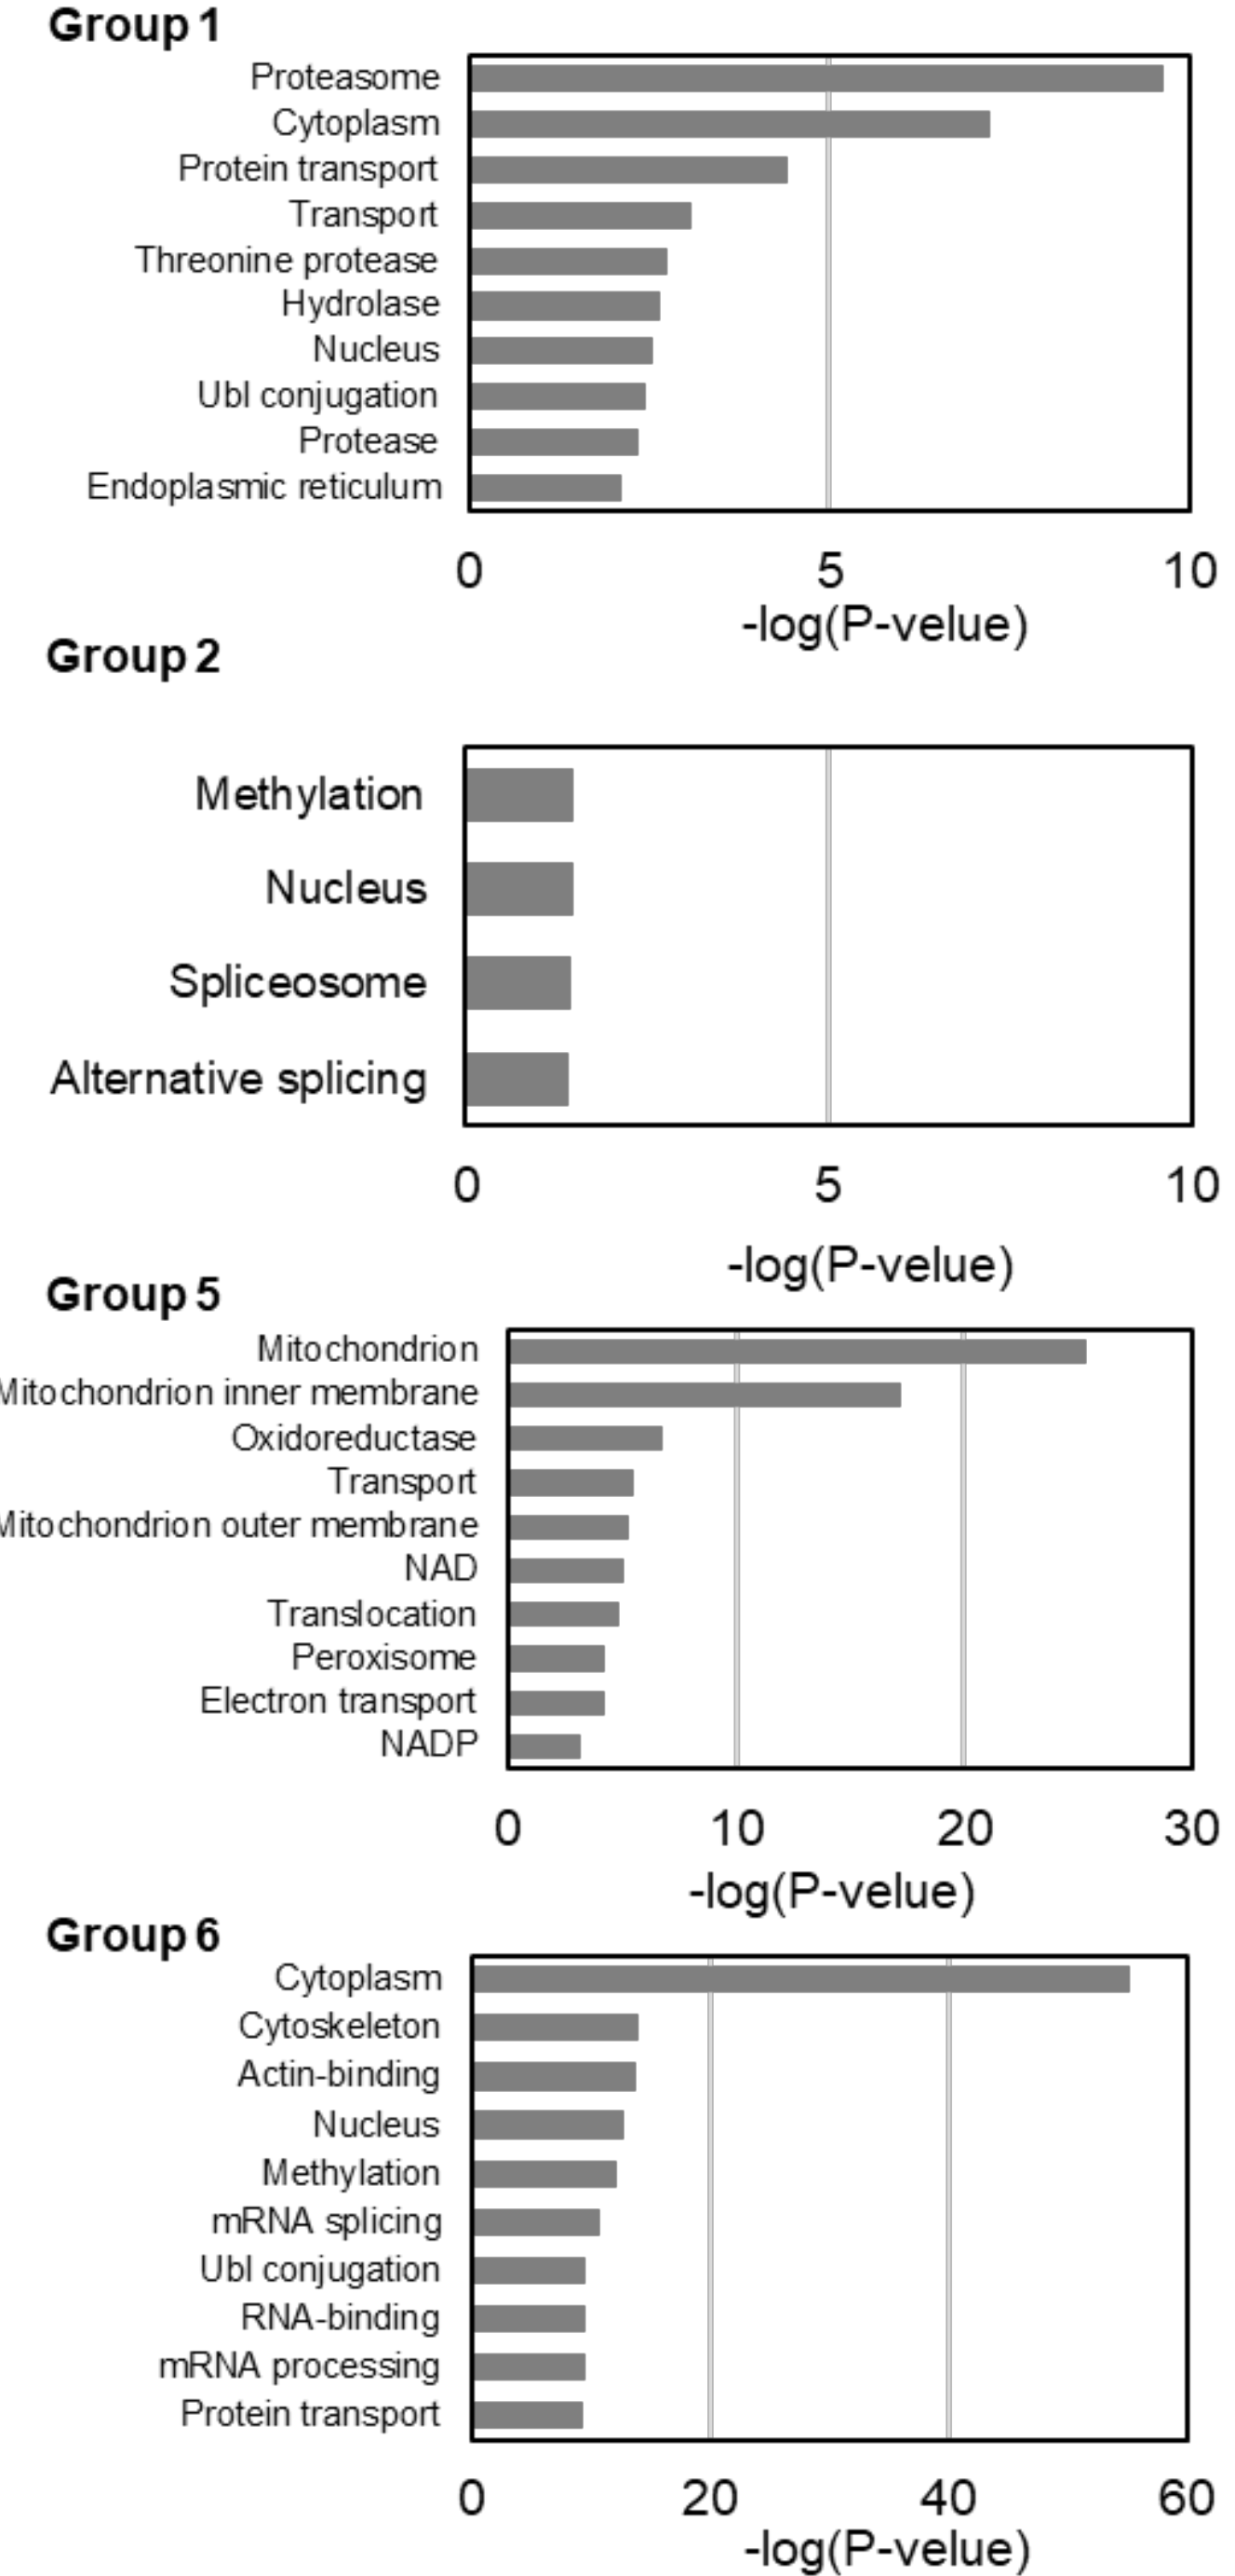 Group 1
Proteasome
Cytoplasm
Protein transport
Transport
Threonine protease
Hydrolase
Nucleus
Ubl conjugation
Protease
Endoplasmic reticulum
0 5 10
-log(P-velue)
Group 2
Methylation
Nucleus
Spliceosome
Alternative splicing
0 5 10
-log(P-velue)
Group 5
Mitochondrion
Mitochondrion inner membrane
Oxidoreductase
Transport
Mitochondrion outer membrane
NAD
Translocation
Peroxisome
Electron transport
NADP
0 10 20 30
-log(P-velue)
Group 6
Cytoplasm
Cytoskeleton
Actin-binding
Nucleus
Methylation
mRNA splicing
Ubl conjugation
RNA-binding
mRNA processing
Protein transport
0 20 40 60
-log(P-velue)